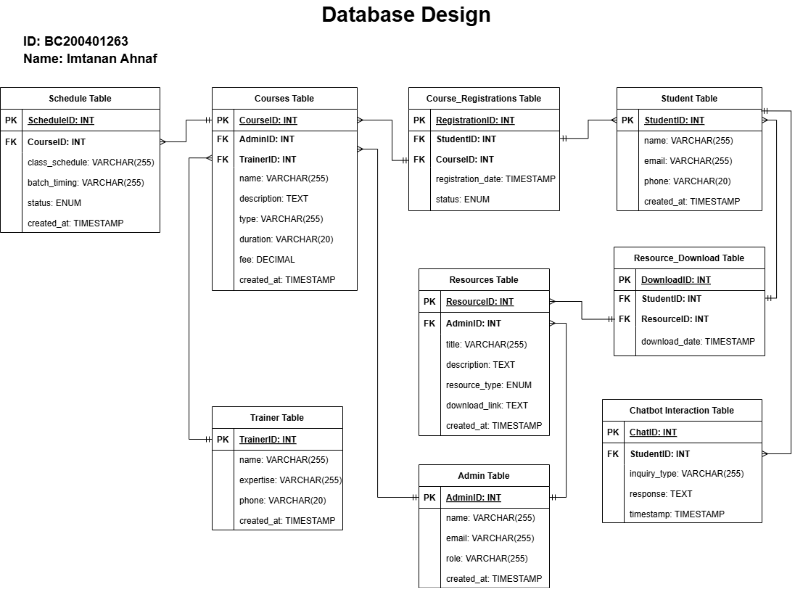 Database Design
ID: BC200401263
Name: Imtanan Ahnaf
Schedule Table
PK ScheduleID: INT
FK CourseID: INT
class_schedule: VARCHAR(255)
batch_timing: VARCHAR(255)
status: ENUM
created_at: TIMESTAMP
Courses Table
PK CourseID: INT
FK AdminID: INT
FK TrainerID: INT
name: VARCHAR(255)
description: TEXT
type: VARCHAR(255)
duration: VARCHAR(20)
fee: DECIMAL
created_at: TIMESTAMP
Course_Registrations Table
PK RegistrationID: INT
FK StudentID: INT
FK CourseID: INT
registration_date: TIMESTAMP
status: ENUM
Student Table
PK StudentID: INT
name: VARCHAR(255)
email: VARCHAR(255)
phone: VARCHAR(20)
created_at: TIMESTAMP
Resource_Download Table
PK DownloadID: INT
FK StudentID: INT
FK ResourceID: INT
download_date: TIMESTAMP
Resources Table
PK ResourceID: INT
FK AdminID: INT
title: VARCHAR(255)
description: TEXT
resource_type: ENUM
download_link: TEXT
created_at: TIMESTAMP
Trainer Table
PK TrainerID: INT
name: VARCHAR(255)
expertise: VARCHAR(255)
phone: VARCHAR(20)
created_at: TIMESTAMP
Admin Table
PK AdminID: INT
name: VARCHAR(255)
email: VARCHAR(255)
role: VARCHAR(255)
created_at: TIMESTAMP
Chatbot Interaction Table
PK ChatID: INT
FK StudentID: INT
inquiry_type: VARCHAR(255)
response: TEXT
timestamp: TIMESTAMP